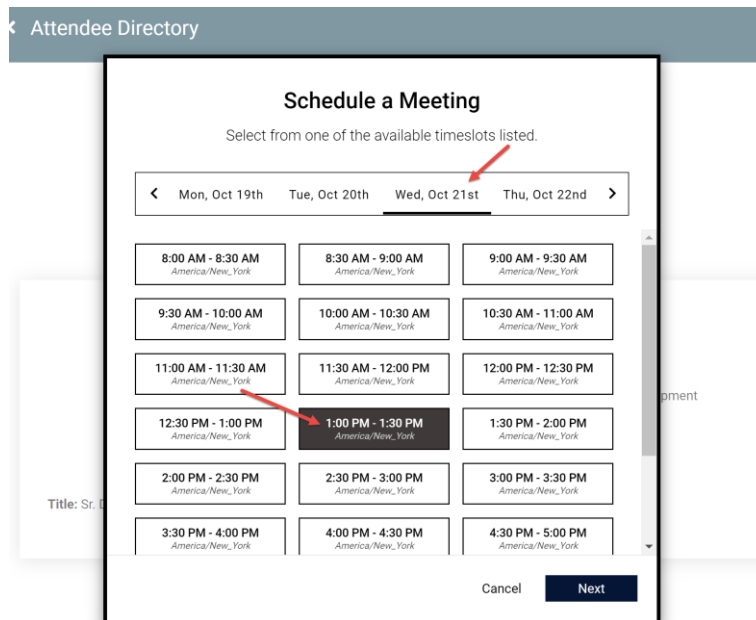 Attendee Directory
Schedule a Meeting
Select from one of the available timeslots listed.
Mon, Oct 19th Tue, Oct 20th Wed, Oct 21st Thu, Oct 22nd
8:00 AM - 8:30 AM 8:30 AM - 9:00 AM 9:00 AM - 9:30 AM
America/New_York America/New_York America/New_York
9:30 AM - 10:00 AM 10:00 AM - 10:30 AM 10:30 AM - 11:00 AM
America/New_York America/New_York America/New_York
11:00 AM - 11:30 AM 11:30 AM - 12:00 PM 12:00 PM - 12:30 PM
America/New_York America/New_York America/New_York
pment
12:30 PM - 1:00 PM 1:00 PM - 1:30 PM 1:30 PM - 2:00 PM
America/New_York America/New_York America/New_York
2:00 PM - 2:30 PM 2:30 PM - 3:00 PM 3:00 PM - 3:30 PM
America/New_York America/New_York America/New_York
Title: Sr.
3:30 PM - 4:00 PM 4:00 PM - 4:30 PM 4:30 PM - 5:00 PM
America/New_York America/New_York America/New_York
Cancel Next